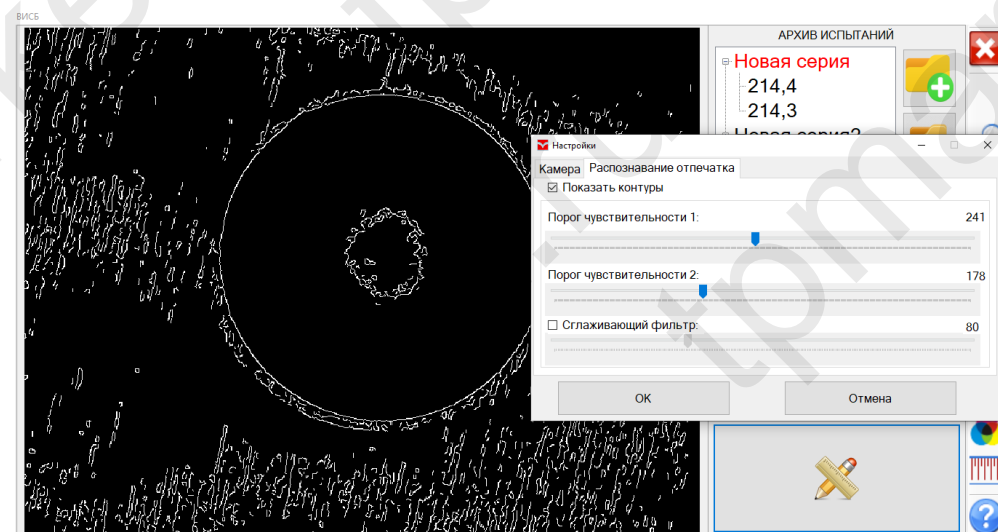 ВИСБ
АРХИВ ИСПЫТАНИЙ
Новая серия
214,4
214,3
Новая серия2
Настройки
Камера Распознавание отпечатка
Показать контуры
Порог чувствительности 1: 241
Порог чувствительности 2: 178
Сглаживающий фильтр: 80
ОК Отмена